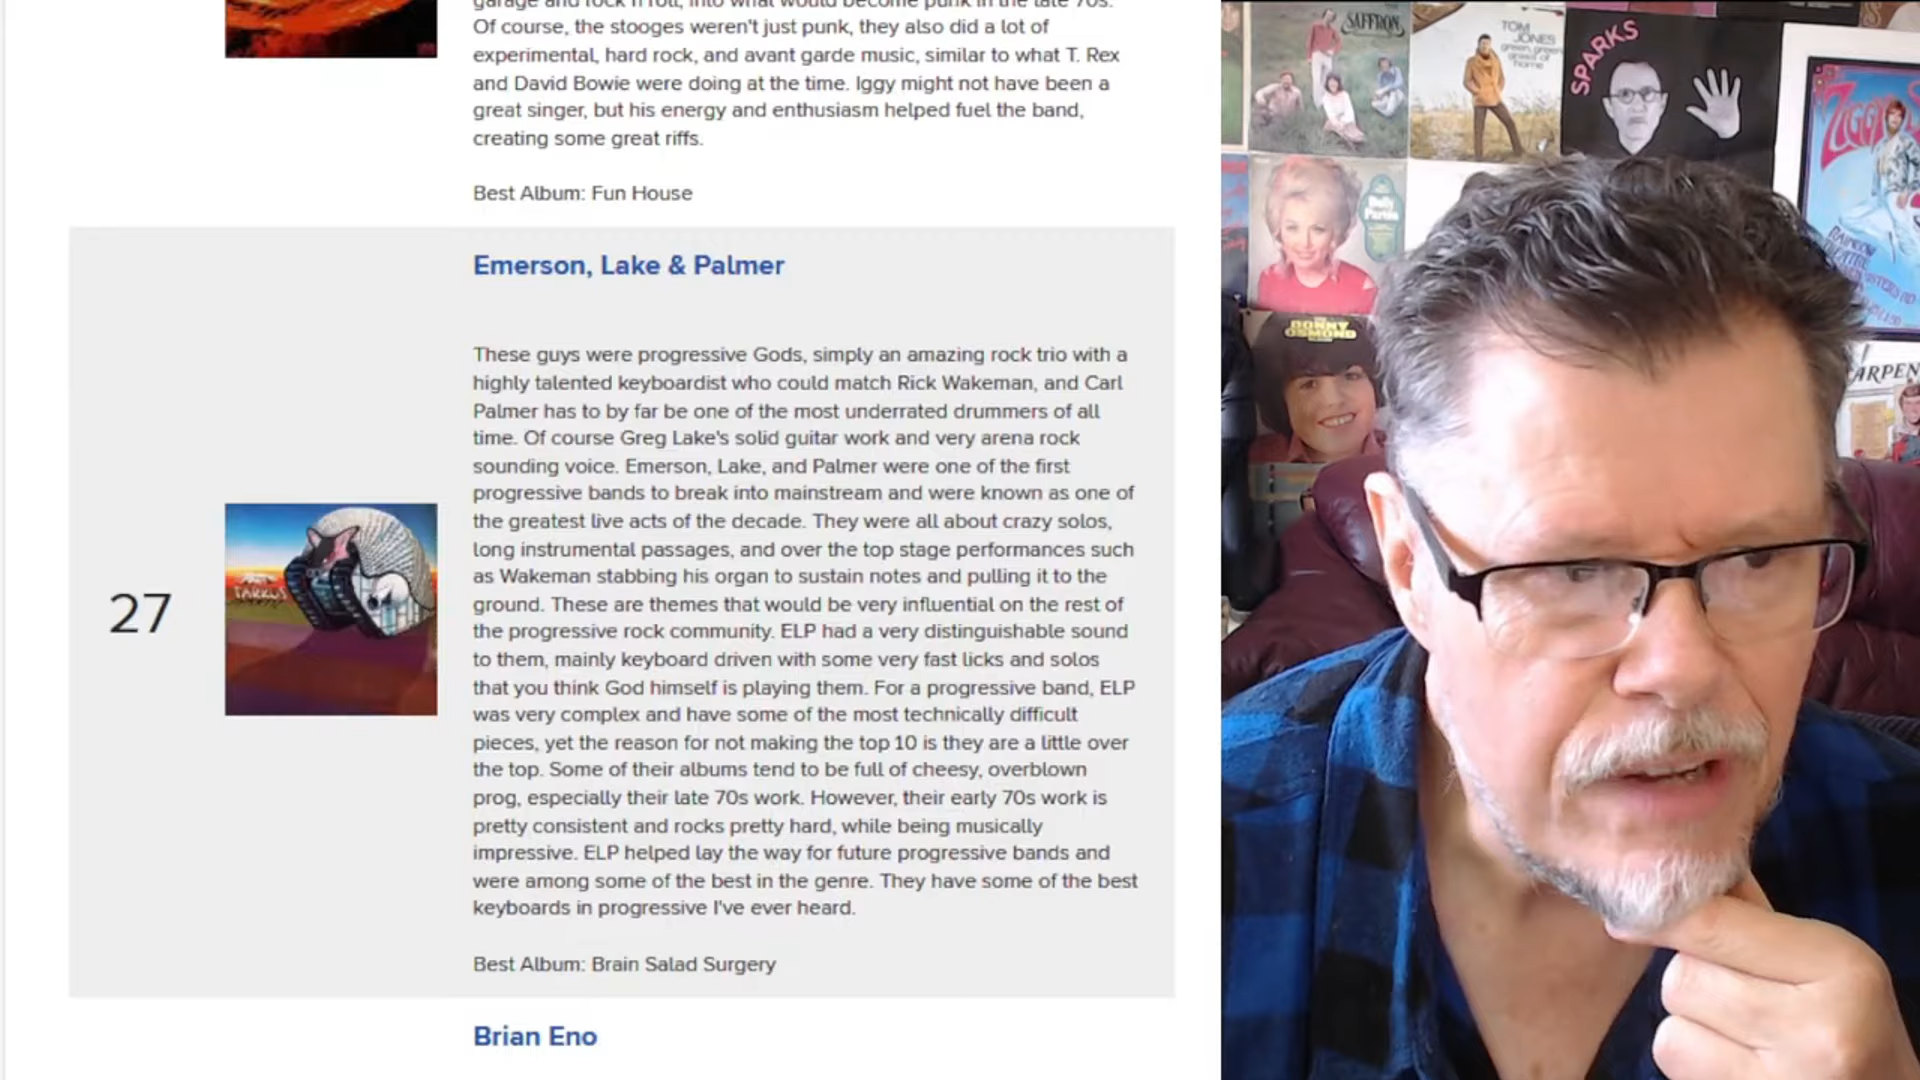 garage and rock n roll, into what would become punk in the late 70s.
Of course, the stooges weren't just punk, they also did a lot of
experimental, hard rock, and avant garde music, similar to what T. Rex
and David Bowie were doing at the time. Iggy might not have been a
great singer, but his energy and enthusiasm helped fuel the band,
creating some great riffs.
Best Album: Fun House
Emerson, Lake & Palmer
27
TARKUS
These guys were progressive Gods, simply an amazing rock trio with a
highly talented keyboardist who could match Rick Wakeman, and Carl
Palmer has to by far be one of the most underrated drummers of all
time. Of course Greg Lake's solid guitar work and very arena rock
sounding voice. Emerson, Lake, and Palmer were one of the first
progressive bands to break into mainstream and were known as one of
the greatest live acts of the decade. They were all about crazy solos,
long instrumental passages, and over the top stage performances such
as Wakeman stabbing his organ to sustain notes and pulling it to the
ground. These are themes that would be very influential on the rest of
the progressive rock community. ELP had a very distinguishable sound
to them, mainly keyboard driven with some very fast licks and solos
that you think God himself is playing them. For a progressive band, ELP
was very complex and have some of the most technically difficult
pieces, yet the reason for not making the top 10 is they are a little over
the top. Some of their albums tend to be full of cheesy, overblown
prog, especially their late 70s work. However, their early 70s work is
pretty consistent and rocks pretty hard, while being musically
impressive. ELP helped lay the way for future progressive bands and
were among some of the best in the genre. They have some of the best
keyboards in progressive I've ever heard.
Best Album: Brain Salad Surgery
Brian Eno
SAFFRON
TOM
JONES
green, green
grass of
home
SPARKS
ZIGGY
Dolly
Parton
RAINBOW
DONNY
OSMOND
ARPEN